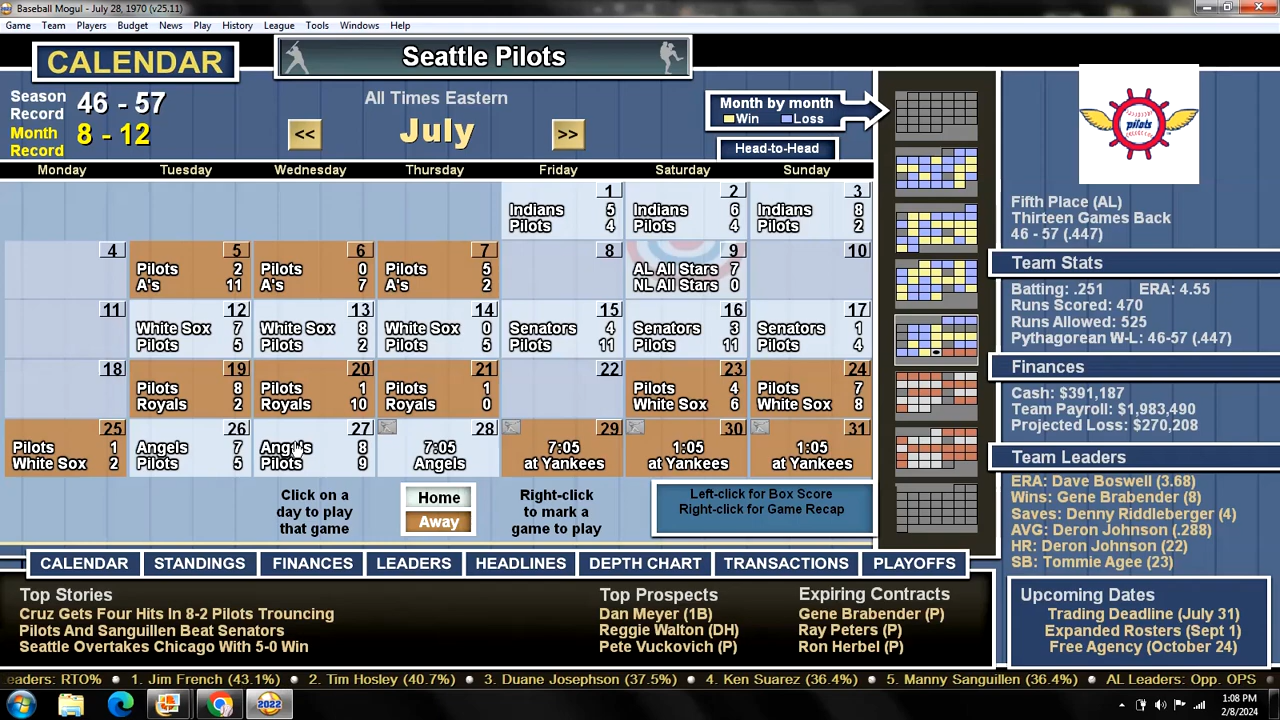 Baseball Mogul - July 28, 1970 (v25.11)
Game Team Players Budget News Play History League Tools Windows Help
CALENDAR
Seattle Pilots
Season Record 46 - 57
Month Record 8 - 12
All Times Eastern
<< July >>
Month by month
Win Loss
Head-to-Head
Monday Tuesday Wednesday Thursday Friday Saturday Sunday
1 2 3
Indians 5 Indians 6 Indians 8
Pilots 4 Pilots 4 Pilots 2
4 5 6 7 8 9 10
Pilots 2 Pilots 0 Pilots 5 AL All Stars 7
A's 11 A's 7 A's 2 NL All Stars 0
11 12 13 14 15 16 17
White Sox 7 White Sox 8 White Sox 0 Senators 4 Senators 3 Senators 1
Pilots 5 Pilots 2 Pilots 5 Pilots 11 Pilots 11 Pilots 4
18 19 20 21 22 23 24
Pilots 8 Pilots 1 Pilots 1 Pilots 4 Pilots 7
Royals 2 Royals 10 Royals 0 White Sox 6 White Sox 8
25 26 27 28 29 30 31
Pilots 1 Angels 7 Angels 8 7:05 7:05 1:05 1:05
White Sox 2 Pilots 5 Pilots 9 Angels at Yankees at Yankees at Yankees
Click on a
day to play
that game
Home
Away
Right-click
to mark a
game to play
Left-click for Box Score
Right-click for Game Recap
pilots
Fifth Place (AL)
Thirteen Games Back
46 - 57 (.447)
Team Stats
Batting: .251 ERA: 4.55
Runs Scored: 470
Runs Allowed: 525
Pythagorean W-L: 46-57 (.447)
Finances
Cash: $391,187
Team Payroll: $1,983,490
Projected Loss: $270,208
Team Leaders
ERA: Dave Boswell (3.68)
Wins: Gene Brabender (8)
Saves: Denny Riddleberger (4)
AVG: Deron Johnson (.288)
HR: Deron Johnson (22)
SB: Tommie Agee (23)
CALENDAR STANDINGS FINANCES LEADERS HEADLINES DEPTH CHART TRANSACTIONS PLAYOFFS
Top Stories
Cruz Gets Four Hits In 8-2 Pilots Trouncing
Pilots And Sanguillen Beat Senators
Seattle Overtakes Chicago With 5-0 Win
Top Prospects
Dan Meyer (1B)
Reggie Walton (DH)
Pete Vuckovich (P)
Expiring Contracts
Gene Brabender (P)
Ray Peters (P)
Ron Herbel (P)
Upcoming Dates
Trading Deadline (July 31)
Expanded Rosters (Sept 1)
Free Agency (October 24)
eaders: RTO% • 1. Jim French (43.1%) • 2. Tim Hosley (40.7%) • 3. Duane Josephson (37.5%) • 4. Ken Suarez (36.4%) • 5. Manny Sanguillen (36.4%) • AL Leaders: Opp. OPS
2022
1:08 PM
2/8/2024